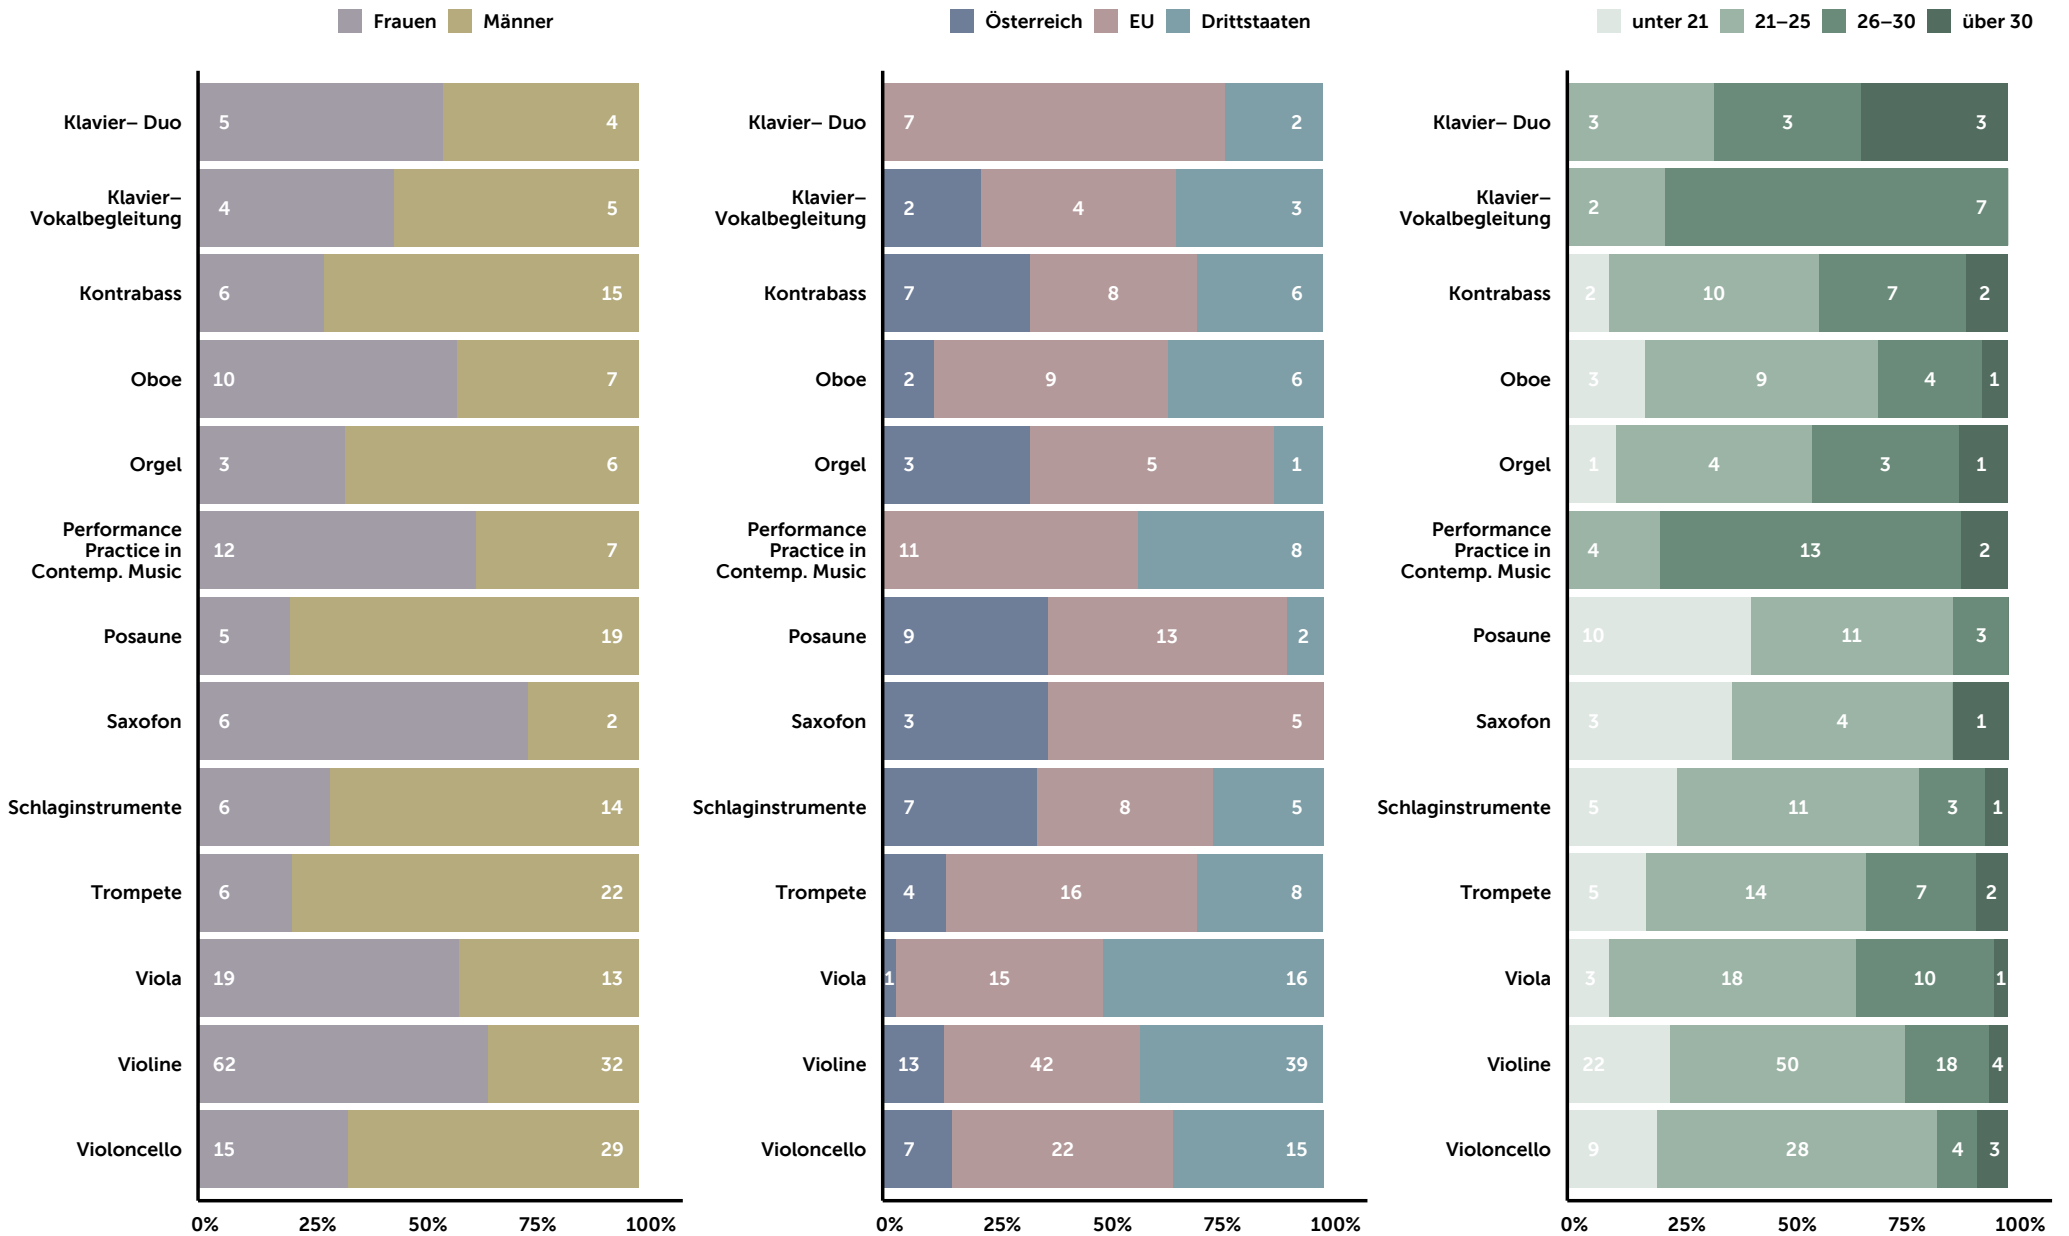 Frauen Männer
Klavier– Duo 5 4
Klavier–
Vokalbegleitung 4 5
Kontrabass 6 15
Oboe 10 7
Orgel 3 6
Performance
Practice in 12 7
Contemp. Music
Posaune 5 19
Saxofon 6 2
Schlaginstrumente 6 14
Trompete 6 22
Viola 19 13
Violine 62 32
Violoncello 15 29
0% 25% 50% 75% 100%
Österreich EU Drittstaaten
Klavier– Duo 7 2
Klavier–
Vokalbegleitung 2 4 3
Kontrabass 7 8 6
Oboe 2 9 6
Orgel 3 5 1
Performance
Practice in 11 8
Contemp. Music
Posaune 9 13 2
Saxofon 3 5
Schlaginstrumente 7 8 5
Trompete 4 16 8
Viola 1 15 16
Violine 13 42 39
Violoncello 7 22 15
0% 25% 50% 75% 100%
unter 21 21–25 26–30 über 30
Klavier– Duo 3 3 3
Klavier–
Vokalbegleitung 2 7
Kontrabass 2 10 7 2
Oboe 3 9 4 1
Orgel 1 4 3 1
Performance
Practice in 4 13 2
Contemp. Music
Posaune 10 11 3
Saxofon 3 4 1
Schlaginstrumente 5 11 3 1
Trompete 5 14 7 2
Viola 3 18 10 1
Violine 22 50 18 4
Violoncello 9 28 4 3
0% 25% 50% 75% 100%